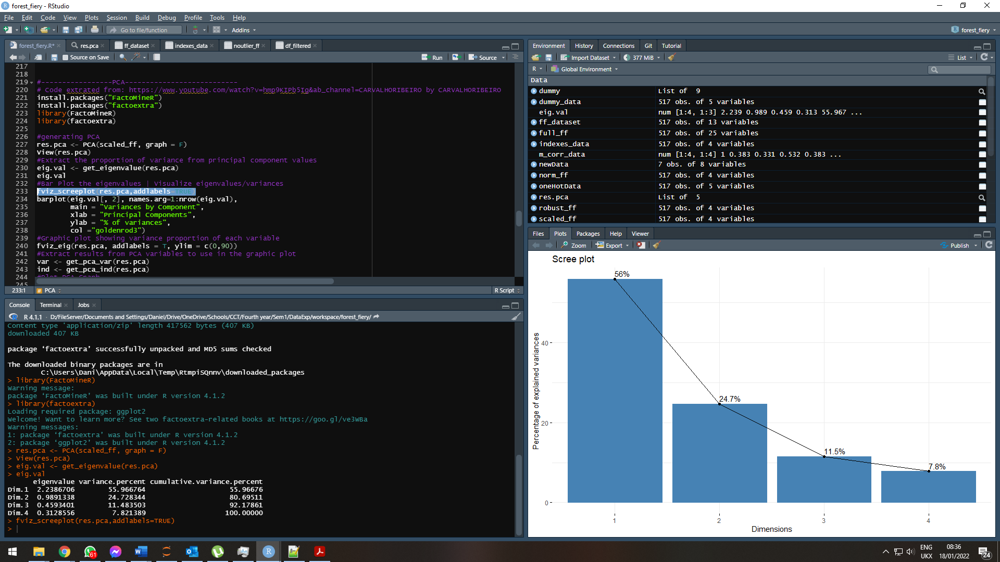 forest_fiery - RStudio
File Edit Code View Plots Session Build Debug Profile Tools Help
Go to file/function Addins forest_fiery
forest_fiery.R* res.pca ff_dataset indexes_data noutlier_ff df_filtered
Source on Save Run Source
217
218
219 #-----------------PCA---------------------------
220 # Code extrated from: https://www.youtube.com/watch?v=hmp9KIPb5Ig&ab_channel=CARVALHORIBEIRO by CARVALHORIBEIRO
221 install.packages("FactoMineR")
222 install.packages("factoextra")
223 library(FactoMineR)
224 library(factoextra)
225
226 #generating PCA
227 res.pca <- PCA(scaled_ff, graph = F)
228 View(res.pca)
229 #Extract the proportion of variance from principal component values
230 eig.val <- get_eigenvalue(res.pca)
231 eig.val
232 #Bar Plot the eigenvalues | Visualize eigenvalues/variances
233 fviz_screeplot(res.pca,addlabels=TRUE)
234 barplot(eig.val[, 2], names.arg=1:nrow(eig.val),
235 main = "Variances by Component",
236 xlab = "Principal Components",
237 ylab = "% of variances",
238 col ="goldenrod3")
239 #Graphic plot showing variance proportion of each variable
240 fviz_eig(res.pca, addlabels = T, ylim = c(0,90))
241 #Extract results from PCA variables to use in the graphic plot
242 var <- get_pca_var(res.pca)
243 ind <- get_pca_ind(res.pca)
244 #Plot PCA Graph
245
233:1 # PCA R Script
Console Terminal Jobs
R 4.1.1 · D:/FileServer/Documents and Settings/Daniel/Drive/OneDrive/Schools/CCT/Fourth year/Sem1/DataExp/workspace/forest_fiery/
Content type 'application/zip' length 417562 bytes (407 KB)
downloaded 407 KB
package ‘factoextra’ successfully unpacked and MD5 sums checked
The downloaded binary packages are in
C:\Users\Dani\AppData\Local\Temp\RtmpiSQnnv\downloaded_packages
> library(FactoMineR)
Warning message:
package ‘FactoMineR’ was built under R version 4.1.2
> library(factoextra)
Loading required package: ggplot2
Welcome! Want to learn more? See two factoextra-related books at https://goo.gl/ve3WBa
Warning messages:
1: package ‘factoextra’ was built under R version 4.1.2
2: package ‘ggplot2’ was built under R version 4.1.2
> res.pca <- PCA(scaled_ff, graph = F)
> View(res.pca)
> eig.val <- get_eigenvalue(res.pca)
> eig.val
eigenvalue variance.percent cumulative.variance.percent
Dim.1 2.2386706 55.966764 55.96676
Dim.2 0.9891338 24.728344 80.69511
Dim.3 0.4593401 11.483503 92.17861
Dim.4 0.3128556 7.821389 100.00000
> fviz_screeplot(res.pca,addlabels=TRUE)
>
Environment History Connections Git Tutorial
Import Dataset 377 MiB List
R Global Environment
Data
dummy List of 9
dummy_data 517 obs. of 5 variables
eig.val num [1:4, 1:3] 2.239 0.989 0.459 0.313 55.967 ...
ff_dataset 517 obs. of 13 variables
full_ff 517 obs. of 25 variables
indexes_data 517 obs. of 4 variables
m_corr_data num [1:4, 1:4] 1 0.383 0.331 0.532 0.383 ...
newData 7 obs. of 8 variables
norm_ff 517 obs. of 4 variables
oneHotData 517 obs. of 5 variables
res.pca List of 5
robust_ff 517 obs. of 4 variables
scaled_ff 517 obs. of 4 variables
Files Plots Packages Help Viewer
Zoom Export Publish
Scree plot
56%
24.7%
11.5%
7.8%
Percentage of explained variances
40
20
0
1 2 3 4
Dimensions
61
ENG
UKX
08:36
18/01/2022
24